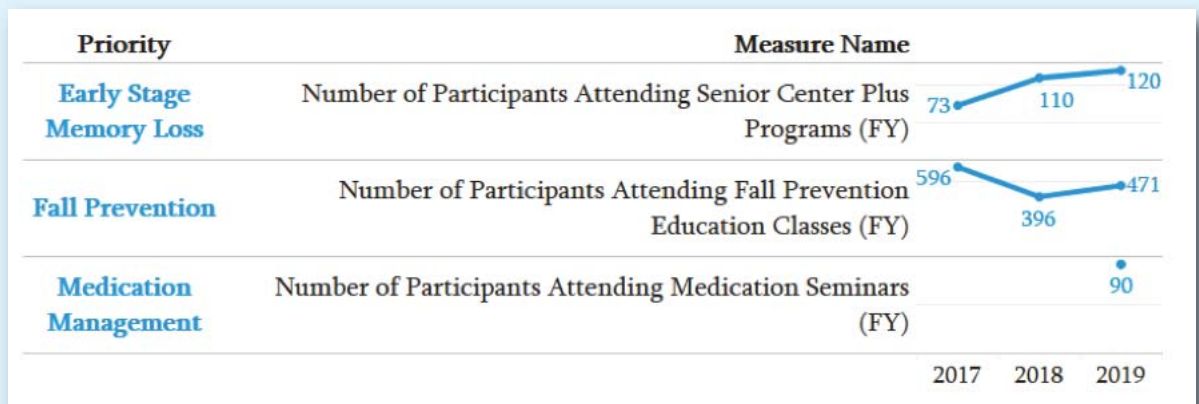 Priority Measure Name
Early Stage Memory Loss
Number of Participants Attending Senior Center Plus
Programs (FY)
73 110 120
Fall Prevention
Number of Participants Attending Fall Prevention
Education Classes (FY)
596 396 471
Medication Management
Number of Participants Attending Medication Seminars
(FY)
90
2017 2018 2019